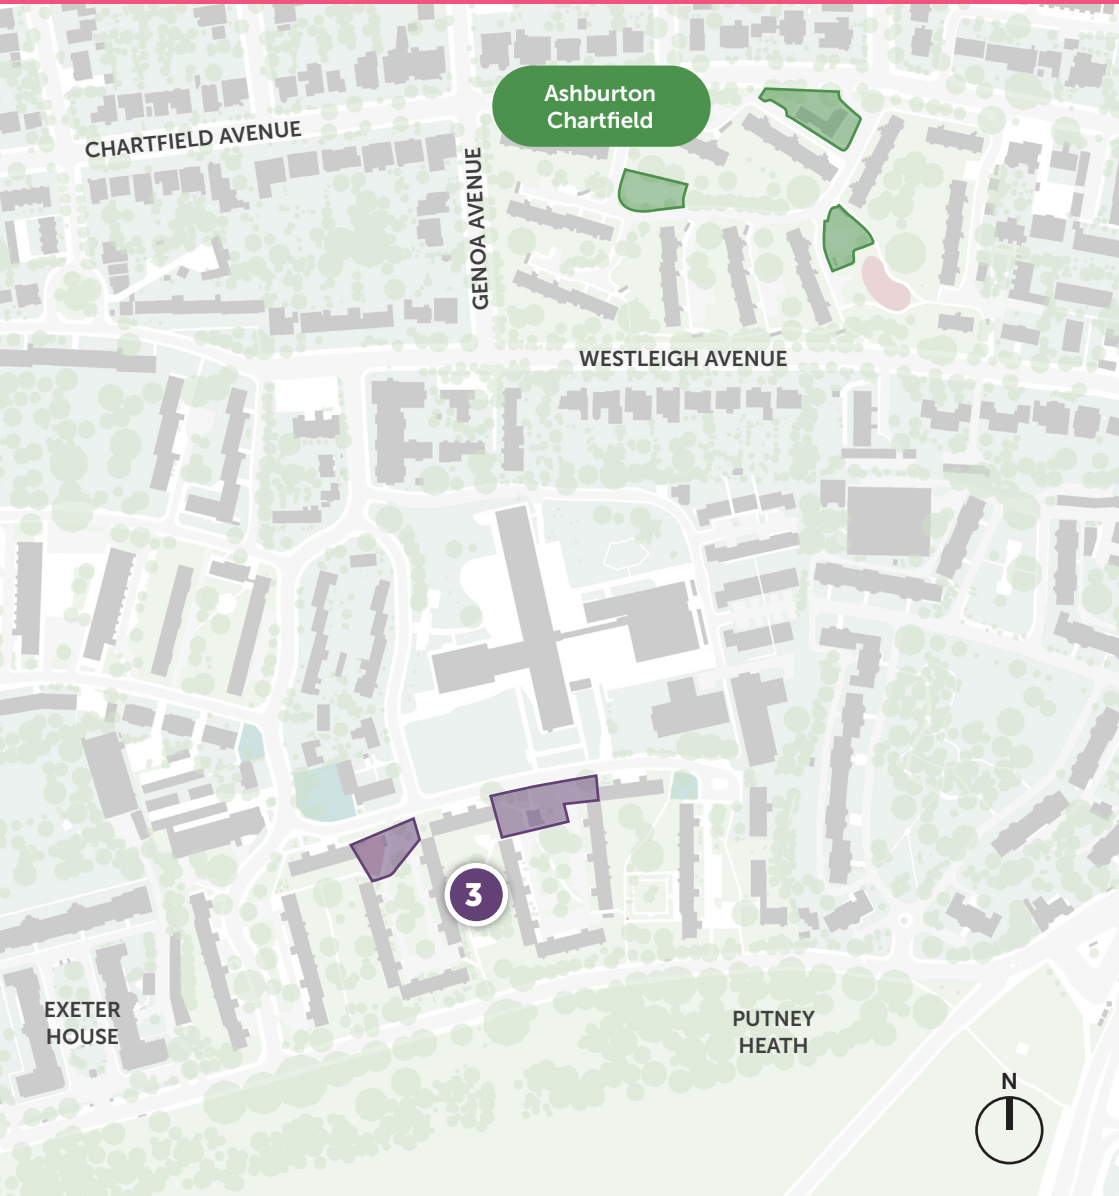 Ashburton
Chartfield
CHARTFIELD AVENUE
GENOA AVENUE
WESTLEIGH AVENUE
3
EXETER
HOUSE
PUTNEY
HEATH
N